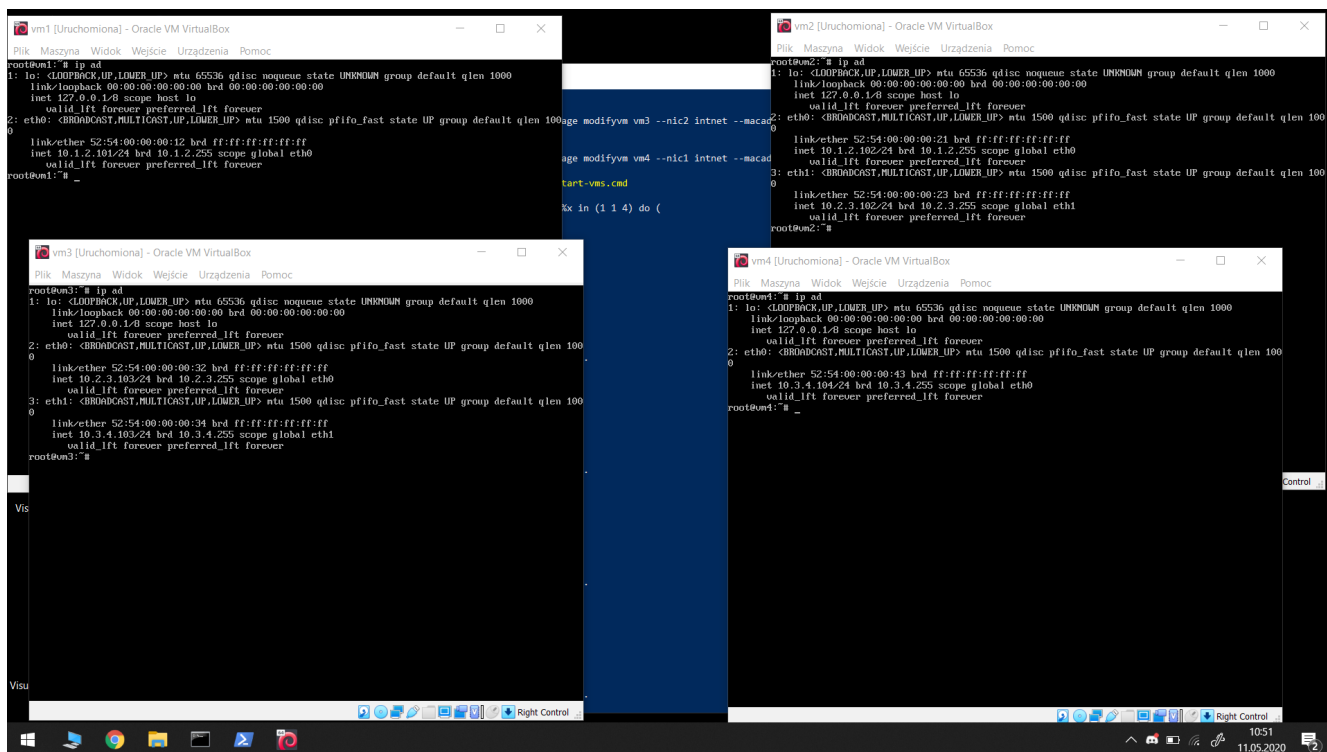 vm1 [Uruchomiona] - Oracle VM VirtualBox
Plik Maszyna Widok Wejście Urządzenia Pomoc
root@vm1:~# ip ad
1: lo: <LOOPBACK,UP,LOWER_UP> mtu 65536 qdisc noqueue state UNKNOWN group default qlen 1000
link/loopback 00:00:00:00:00:00 brd 00:00:00:00:00:00
inet 127.0.0.1/8 scope host lo
valid_lft forever preferred_lft forever
2: eth0: <BROADCAST,MULTICAST,UP,LOWER_UP> mtu 1500 qdisc pfifo_fast state UP group default qlen 100
0
link/ether 52:54:00:00:00:12 brd ff:ff:ff:ff:ff:ff
inet 10.1.2.101/24 brd 10.1.2.255 scope global eth0
valid_lft forever preferred_lft forever
root@vm1:~# _
age modifyvm vm3 --nic2 intnet --macad
age modifyvm vm4 --nic1 intnet --macad
tart-vms.cmd
%x in (1 1 4) do (
vm2 [Uruchomiona] - Oracle VM VirtualBox
Plik Maszyna Widok Wejście Urządzenia Pomoc
root@vm2:~# ip ad
1: lo: <LOOPBACK,UP,LOWER_UP> mtu 65536 qdisc noqueue state UNKNOWN group default qlen 1000
link/loopback 00:00:00:00:00:00 brd 00:00:00:00:00:00
inet 127.0.0.1/8 scope host lo
valid_lft forever preferred_lft forever
2: eth0: <BROADCAST,MULTICAST,UP,LOWER_UP> mtu 1500 qdisc pfifo_fast state UP group default qlen 100
0
link/ether 52:54:00:00:00:21 brd ff:ff:ff:ff:ff:ff
inet 10.1.2.102/24 brd 10.1.2.255 scope global eth0
valid_lft forever preferred_lft forever
3: eth1: <BROADCAST,MULTICAST,UP,LOWER_UP> mtu 1500 qdisc pfifo_fast state UP group default qlen 100
0
link/ether 52:54:00:00:00:23 brd ff:ff:ff:ff:ff:ff
inet 10.2.3.102/24 brd 10.2.3.255 scope global eth1
valid_lft forever preferred_lft forever
root@vm2:~#
vm3 [Uruchomiona] - Oracle VM VirtualBox
Plik Maszyna Widok Wejście Urządzenia Pomoc
root@vm3:~# ip ad
1: lo: <LOOPBACK,UP,LOWER_UP> mtu 65536 qdisc noqueue state UNKNOWN group default qlen 1000
link/loopback 00:00:00:00:00:00 brd 00:00:00:00:00:00
inet 127.0.0.1/8 scope host lo
valid_lft forever preferred_lft forever
2: eth0: <BROADCAST,MULTICAST,UP,LOWER_UP> mtu 1500 qdisc pfifo_fast state UP group default qlen 100
0
link/ether 52:54:00:00:00:32 brd ff:ff:ff:ff:ff:ff
inet 10.2.3.103/24 brd 10.2.3.255 scope global eth0
valid_lft forever preferred_lft forever
3: eth1: <BROADCAST,MULTICAST,UP,LOWER_UP> mtu 1500 qdisc pfifo_fast state UP group default qlen 100
0
link/ether 52:54:00:00:00:34 brd ff:ff:ff:ff:ff:ff
inet 10.3.4.103/24 brd 10.3.4.255 scope global eth1
valid_lft forever preferred_lft forever
root@vm3:~#
Right Control
vm4 [Uruchomiona] - Oracle VM VirtualBox
Plik Maszyna Widok Wejście Urządzenia Pomoc
root@vm4:~# ip ad
1: lo: <LOOPBACK,UP,LOWER_UP> mtu 65536 qdisc noqueue state UNKNOWN group default qlen 1000
link/loopback 00:00:00:00:00:00 brd 00:00:00:00:00:00
inet 127.0.0.1/8 scope host lo
valid_lft forever preferred_lft forever
2: eth0: <BROADCAST,MULTICAST,UP,LOWER_UP> mtu 1500 qdisc pfifo_fast state UP group default qlen 100
0
link/ether 52:54:00:00:00:43 brd ff:ff:ff:ff:ff:ff
inet 10.3.4.104/24 brd 10.3.4.255 scope global eth0
valid_lft forever preferred_lft forever
root@vm4:~# _
Control
Right Control
Vis
Visu
10:51
11.05.2020
2